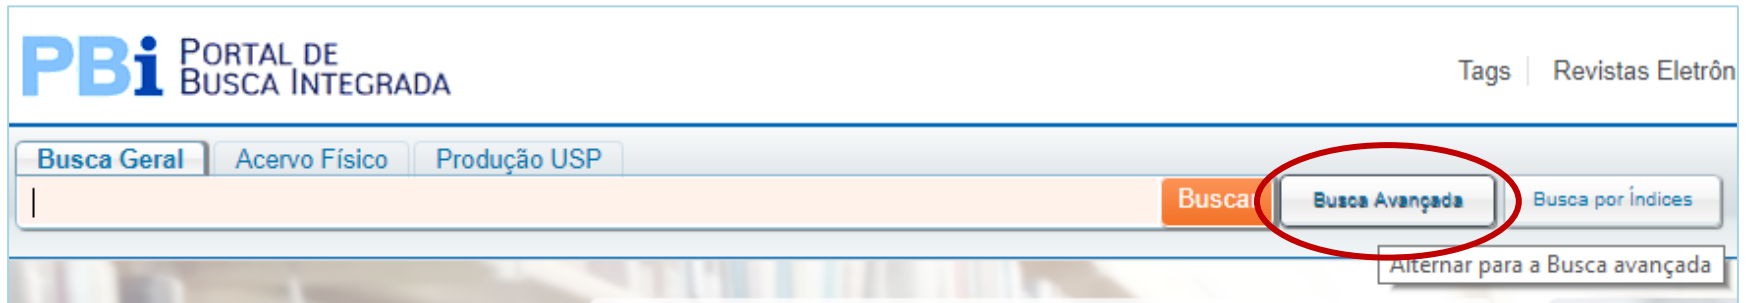 PBi PORTAL DE
BUSCA INTEGRADA
Tags Revistas Eletrôn
Busca Geral Acervo Físico Produção USP
Buscar Busca Avançada Busca por Índices
Alternar para a Busca avançada